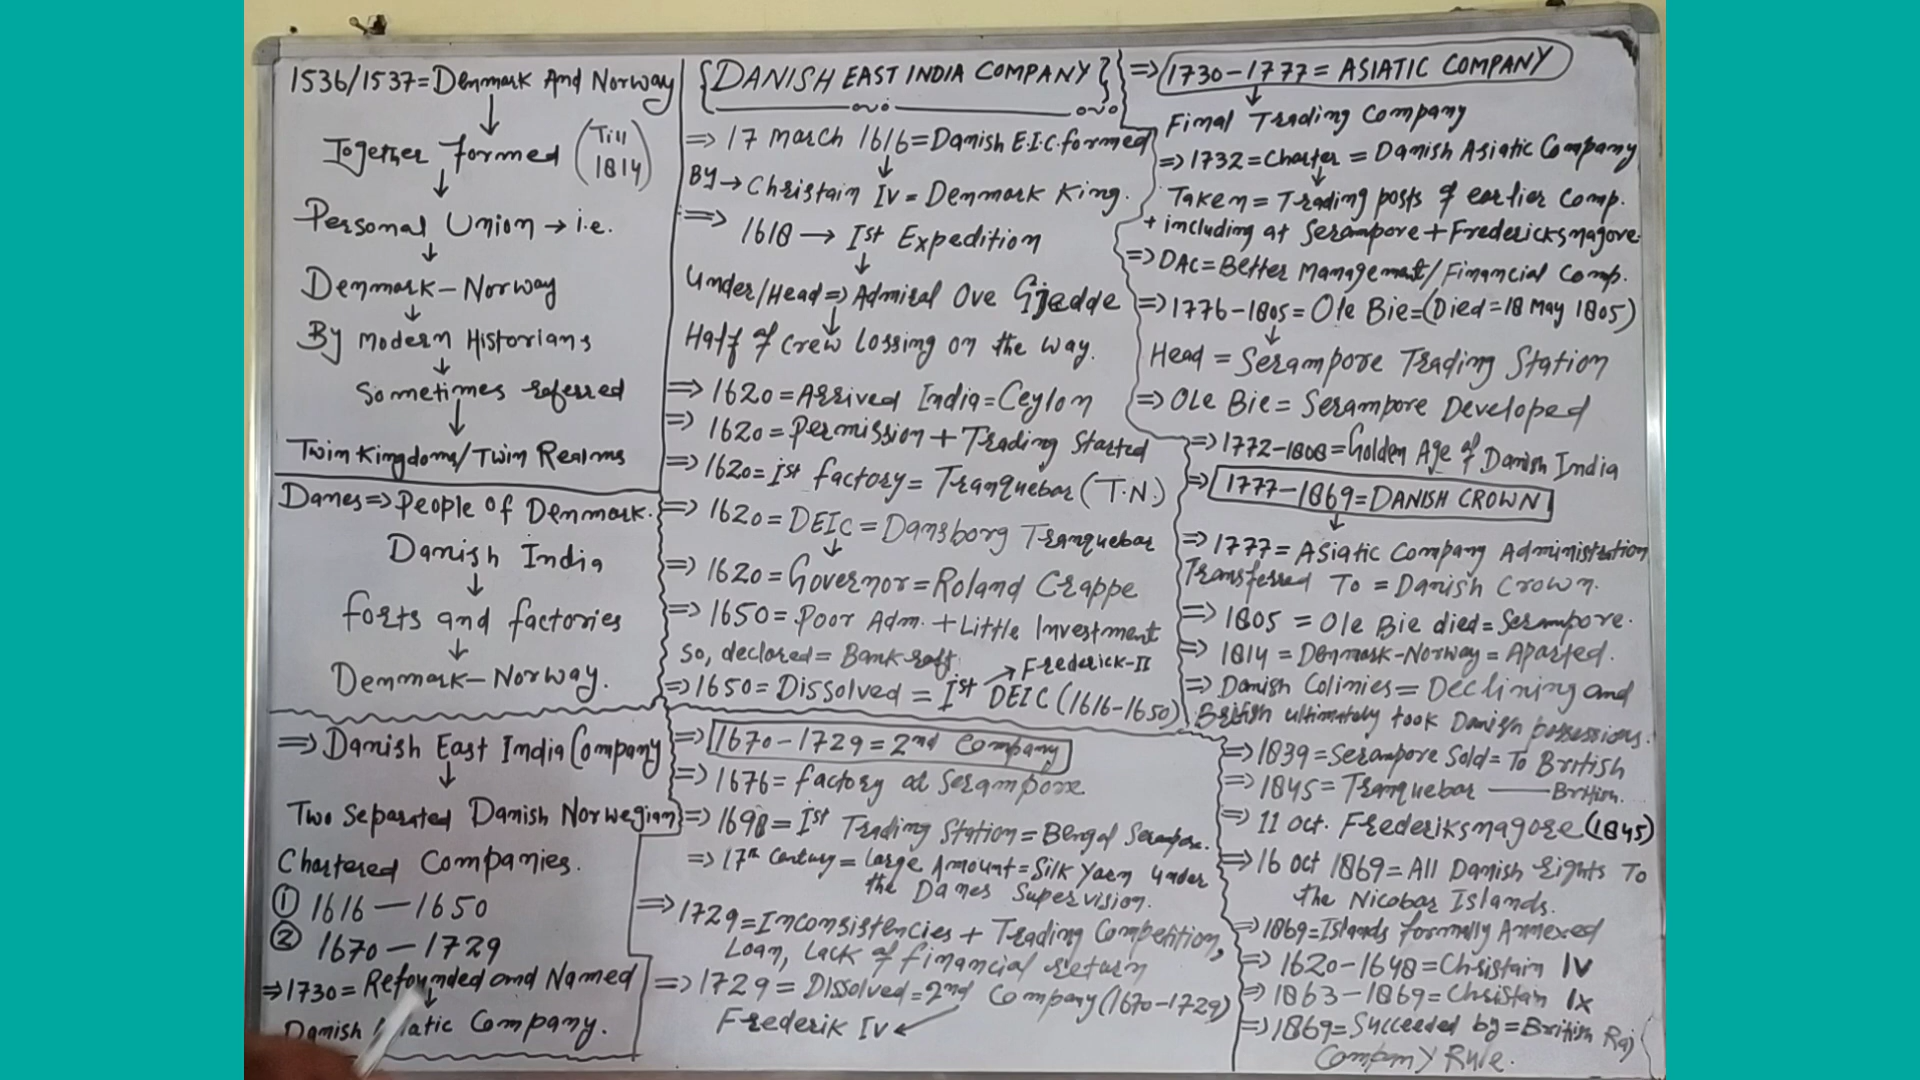 1536/1537=Denmark And Norway
Together formed (Till 1814)
Personal Union → i.e.
Denmark-Norway
By Modern Historians
Sometimes referred
Twin Kingdoms/Twin Realms
Danes⇒People of Denmark.
Danish India
forts and factories
Denmark-Norway.
⇒ Danish East India Company
Two Separated Danish Norwegian
Chartered Companies.
① 1616-1650
② 1670-1729
⇒1730= Refounded and Named
Danish Company.
{DANISH EAST INDIA COMPANY}
⇒ 17 March 1616=Danish E.I.C. formed
By→Christain IV=Denmark King.
⇒ 1618 → Ist Expedition
Under/Head⇒Admiral Ove Gjedde
Half of Crew Lossing on the way.
⇒ 1620=Arrived India=Ceylon
⇒ 1620=Permission+Trading Started
⇒ 1620=Ist factory=Tranquebar (T.N.)
⇒ 1620=DEIC=Dansborg Tranquebar
⇒ 1620=Governor=Roland Crappe
⇒ 1650=Poor Adm.+Little Investment
So, declared=Bankraft.
→Frederick-II
⇒1650=Dissolved=Ist DEIC (1616-1650)
⇒ 1670-1729=2nd Company
⇒ 1676=factory at Serampore
⇒ 1698=Ist Trading Station=Bengal Serampore.
⇒ 17th Century=Large Amount=Silk Yarn under
the Danes Supervision.
⇒ 1729=Inconsistencies + Trading Competition,
Loan, Lack of financial return
⇒ 1729=Dissolved=2nd Company (1670-1729)
Frederik IV
⇒ 1730-1777= ASIATIC COMPANY
Final Trading Company
⇒1732=Charter=Danish Asiatic Company
Taken=Trading posts of earlier Comp.
+ including at Serampore+Fredericksnagore
⇒DAC=Better Management/Financial Comp.
⇒1776-1805=Ole Bie=(Died=18 May 1805)
Head=Serampore Trading Station
⇒Ole Bie=Serampore Developed
⇒1772-1808=Golden Age of Danish India
⇒ 1777-1869=DANISH CROWN
⇒1777=Asiatic Company Administration
Transferred To=Danish Crown.
⇒ 1805=Ole Bie died=Serampore.
⇒ 1814=Denmark-Norway=Aparted.
⇒ Danish Colinies=Declining and
British ultimately took Danish possessions.
⇒1839=Serampore Sold=To British
⇒1845=Tranquebar — British.
⇒ 11 oct. Frederiksnagore (1845)
⇒16 oct 1869=All Danish rights To
the Nicobar Islands.
⇒1869=Islands formally Annexed
⇒ 1620-1648=Christain IV
⇒ 1863-1869=Christain IX
⇒1869=Succeeded by=British Raj
Company Rule.